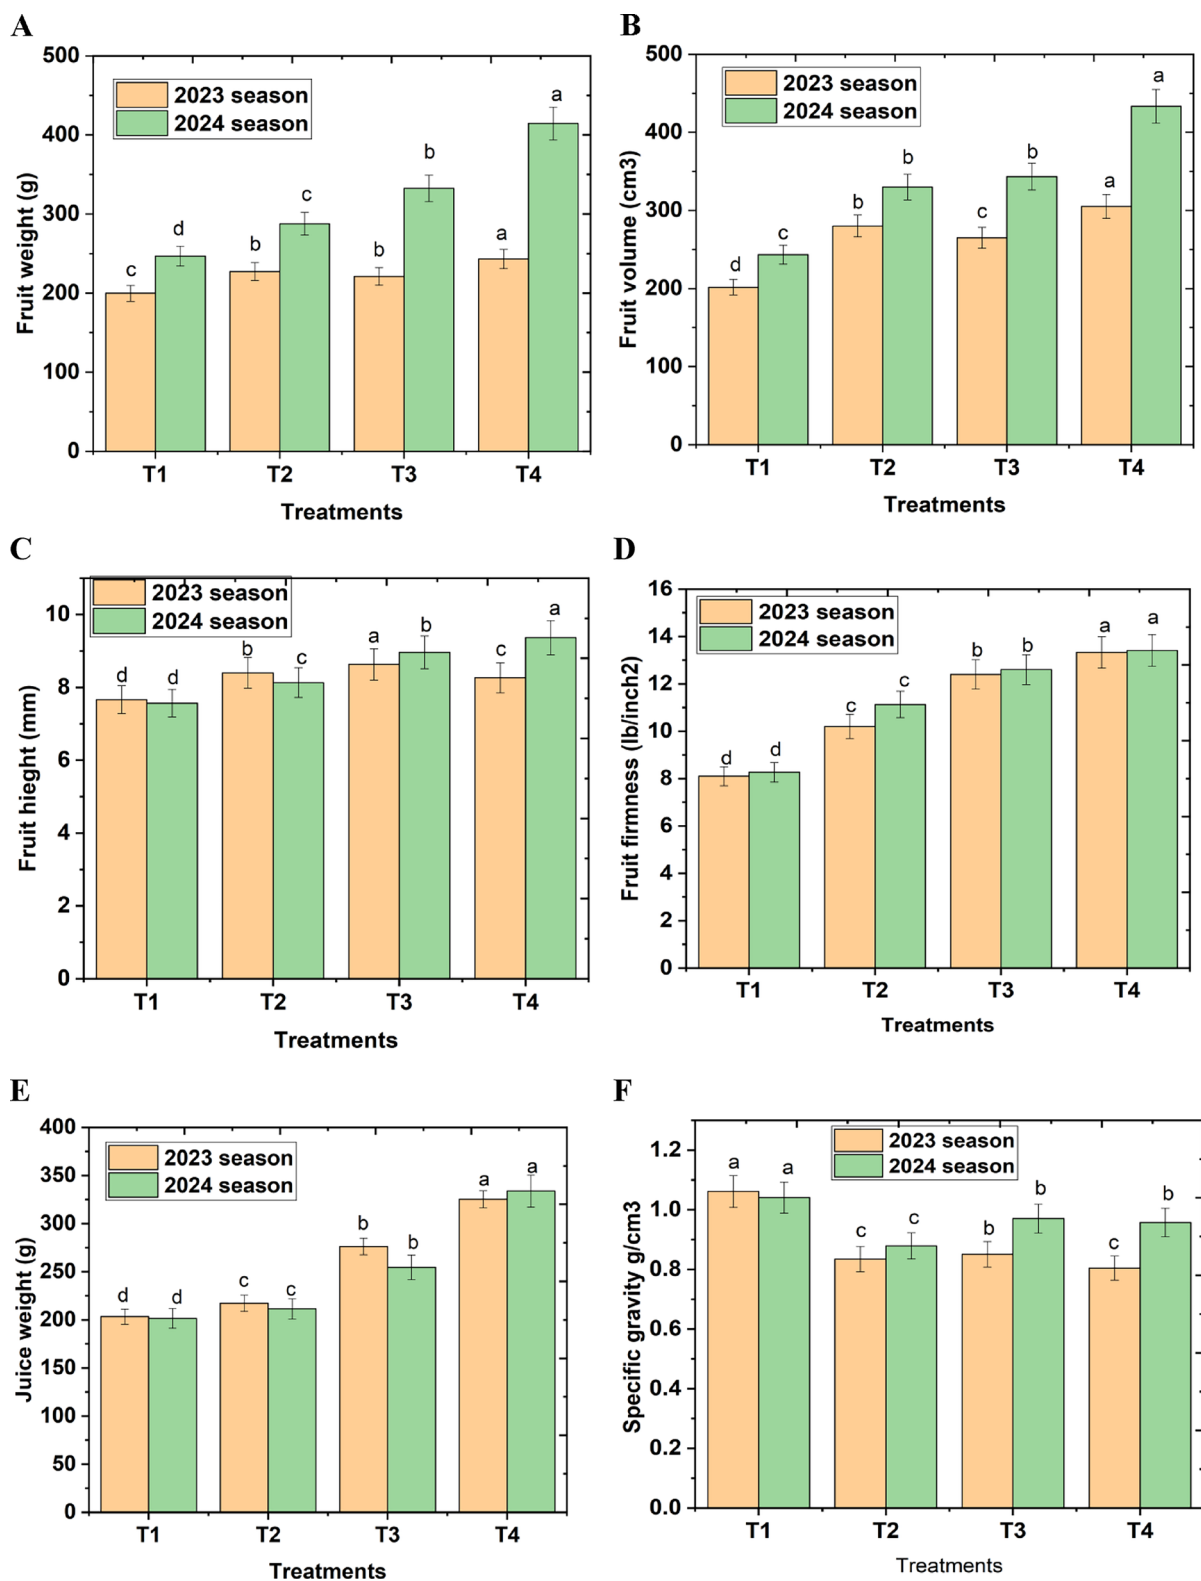 A
Fruit weight (g)
500
400
300
200
100
0
2023 season
2024 season
c
d
b
c
b
b
a
a
T1
T2
T3
T4
Treatments
B
Fruit volume (cm3)
500
400
300
200
100
0
2023 season
2024 season
d
c
b
b
c
b
a
a
T1
T2
T3
T4
Treatments
C
Fruit hieght (mm)
10
8
6
4
2
0
2023 season
2024 season
d
d
b
c
a
b
c
a
T1
T2
T3
T4
Treatments
D
Fruit firmness (lb/inch2)
16
14
12
10
8
6
4
2
0
2023 season
2024 season
d
d
c
c
b
b
a
a
T1
T2
T3
T4
Treatments
E
Juice weight (g)
400
350
300
250
200
150
100
50
0
2023 season
2024 season
d
d
c
c
b
b
a
a
T1
T2
T3
T4
Treatments
F
Specific gravity g/cm3
1.2
1.0
0.8
0.6
0.4
0.2
0.0
2023 season
2024 season
a
a
c
c
b
b
c
b
T1
T2
T3
T4
Treatments